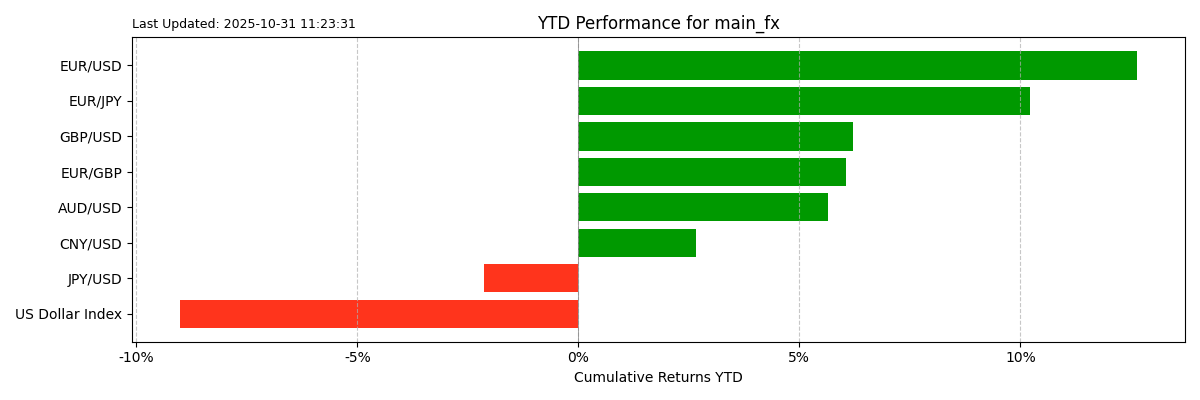 Last Updated: 2025-10-31 11:23:31
YTD Performance for main_fx
EUR/USD
EUR/JPY
GBP/USD
EUR/GBP
AUD/USD
CNY/USD
JPY/USD
US Dollar Index
-10% -5% 0% 5% 10%
Cumulative Returns YTD